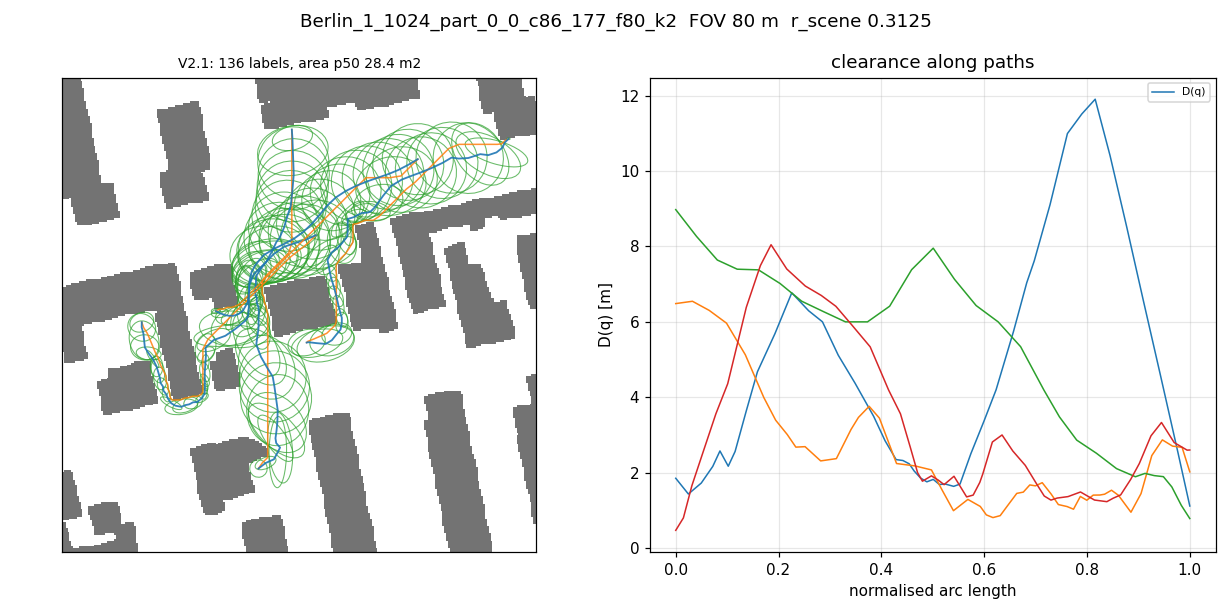 Berlin_1_1024_part_0_0_c86_177_f80_k2  FOV 80 m  r_scene 0.3125
V2.1: 136 labels, area p50 28.4 m2
clearance along paths
D(q)
12
10
8
6
4
2
0
D(q) [m]
0.0 0.2 0.4 0.6 0.8 1.0
normalised arc length